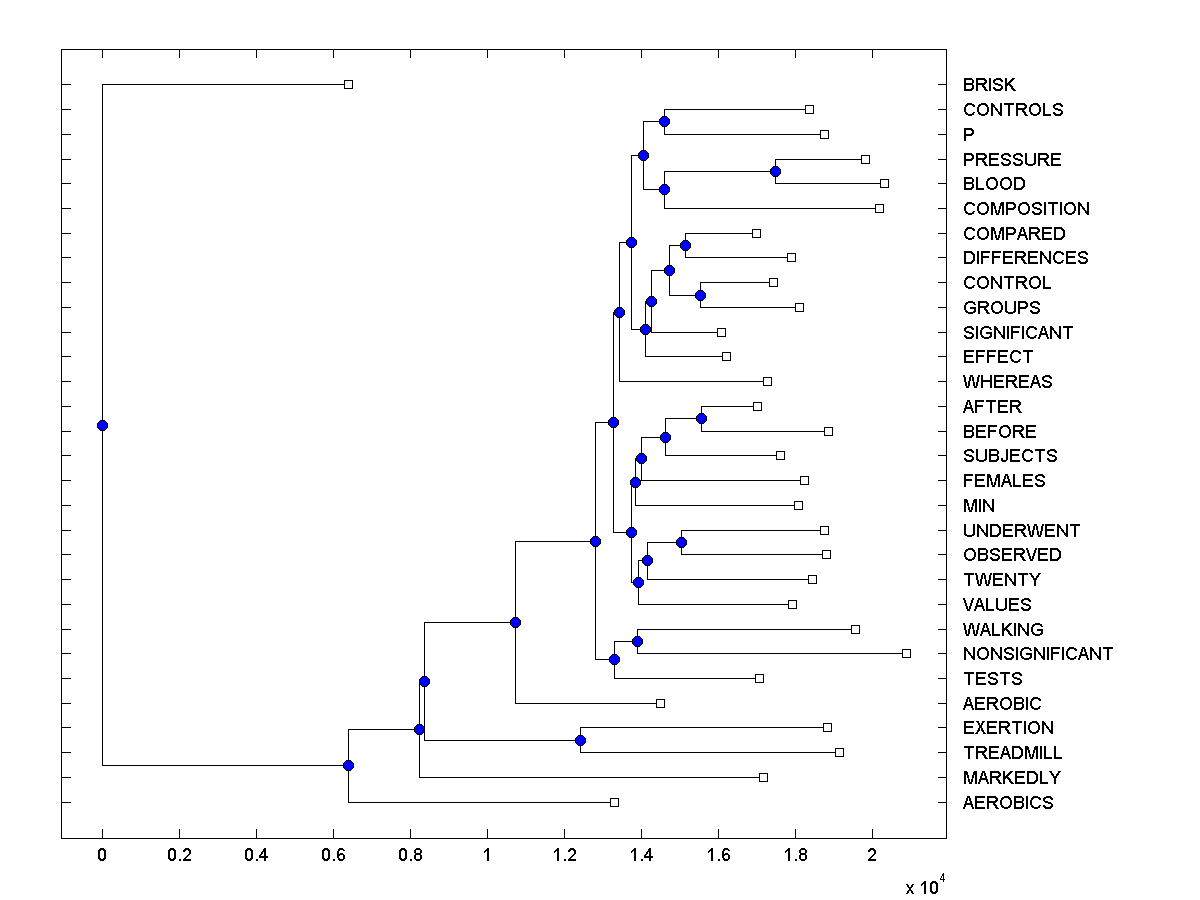 BRISK
CONTROLS
P
PRESSURE
BLOOD
COMPOSITION
COMPARED
DIFFERENCES
CONTROL
GROUPS
SIGNIFICANT
EFFECT
WHEREAS
AFTER
BEFORE
SUBJECTS
FEMALES
MIN
UNDERWENT
OBSERVED
TWENTY
VALUES
WALKING
NONSIGNIFICANT
TESTS
AEROBIC
EXERTION
TREADMILL
MARKEDLY
AEROBICS
0 0.2 0.4 0.6 0.8 1 1.2 1.4 1.6 1.8 2
x 10^4